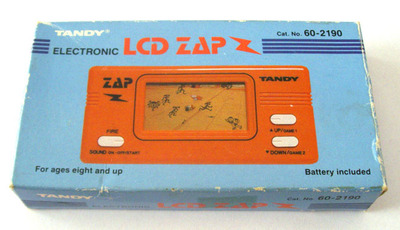 TANDY®
ELECTRONIC LCD ZAP
Cat. No. 60-2190
ZAP
TANDY
FIRE
SOUND ON-OFF/START
▲ UP/GAME 1
▼ DOWN/GAME 2
For ages eight and up
Battery included
TANDY®
ELECTRONIC LCD ZAP
Cat. No. 60-2190